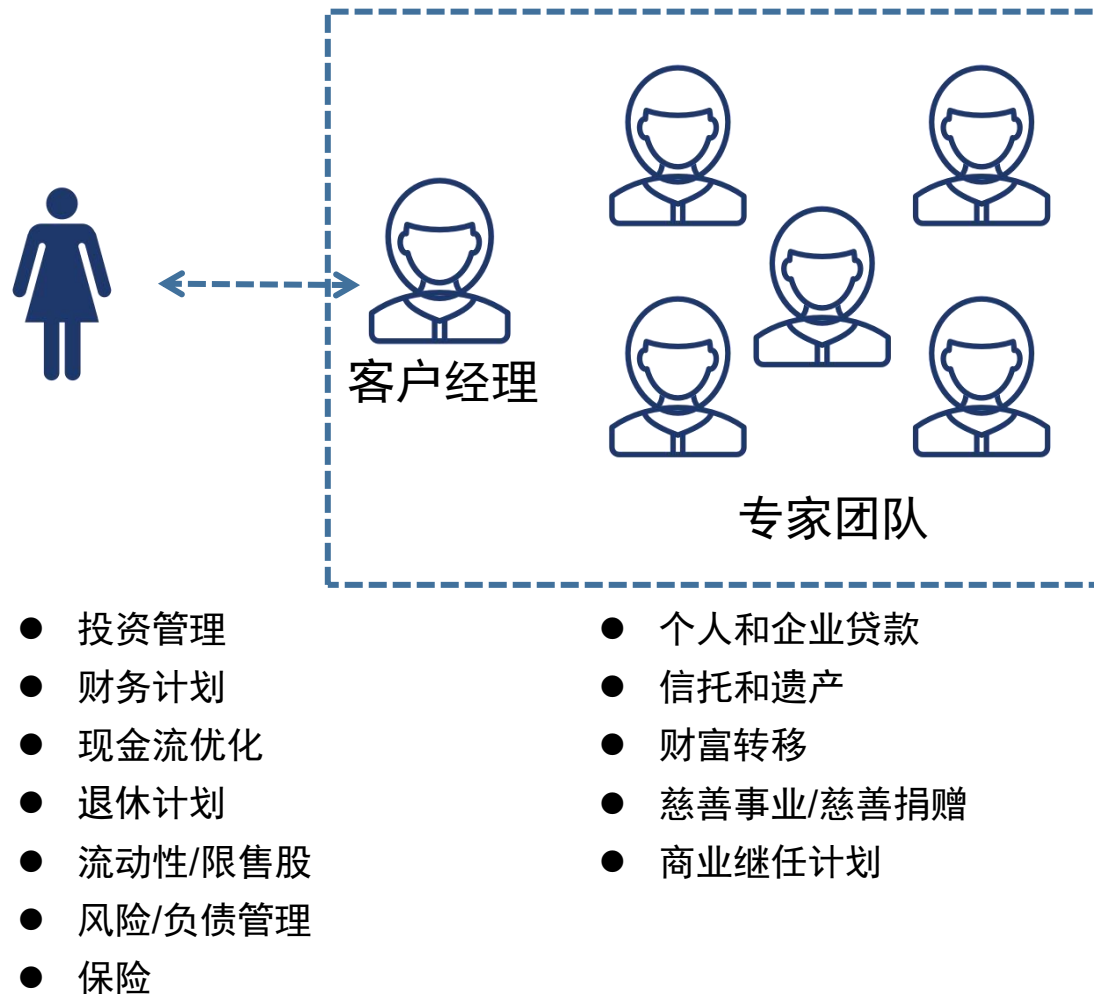 客户经理
专家团队
● 投资管理
● 财务计划
● 现金流优化
● 退休计划
● 流动性/限售股
● 风险/负债管理
● 保险
● 个人和企业贷款
● 信托和遗产
● 财富转移
● 慈善事业/慈善捐赠
● 商业继任计划